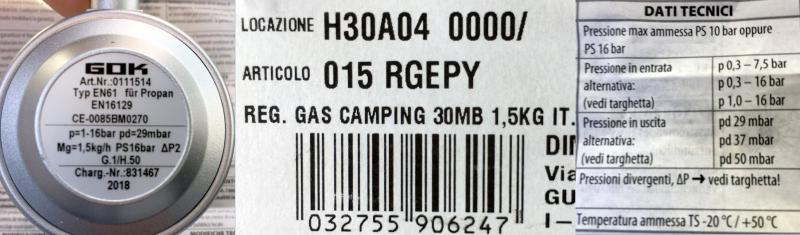 GOK
Art.Nr.:0111514
Typ EN61 für Propan
EN16129
CE-0085BM0270
p=1-16bar pd=29mbar
Mg=1,5kg/h PS16bar ΔP2
G.1/H.50
Charg.-Nr.:831467
2018
LOCAZIONE H30A04 0000/
ARTICOLO 015 RGEPY
REG. GAS CAMPING 30MB 1,5KG IT.
032755 906247
DI
Via
GU
I –
DATI TECNICI
Pressione max ammessa PS 10 bar oppure
PS 16 bar
Pressione in entrata p 0,3 – 7,5 bar
alternativa: p 0,3 – 16 bar
(vedi targhetta) p 1,0 – 16 bar
Pressione in uscita pd 29 mbar
alternativa: pd 37 mbar
(vedi targhetta) pd 50 mbar
Pressioni divergenti, ΔP ➔ vedi targhetta!
Temperatura ammessa TS -20 °C / +50 °C